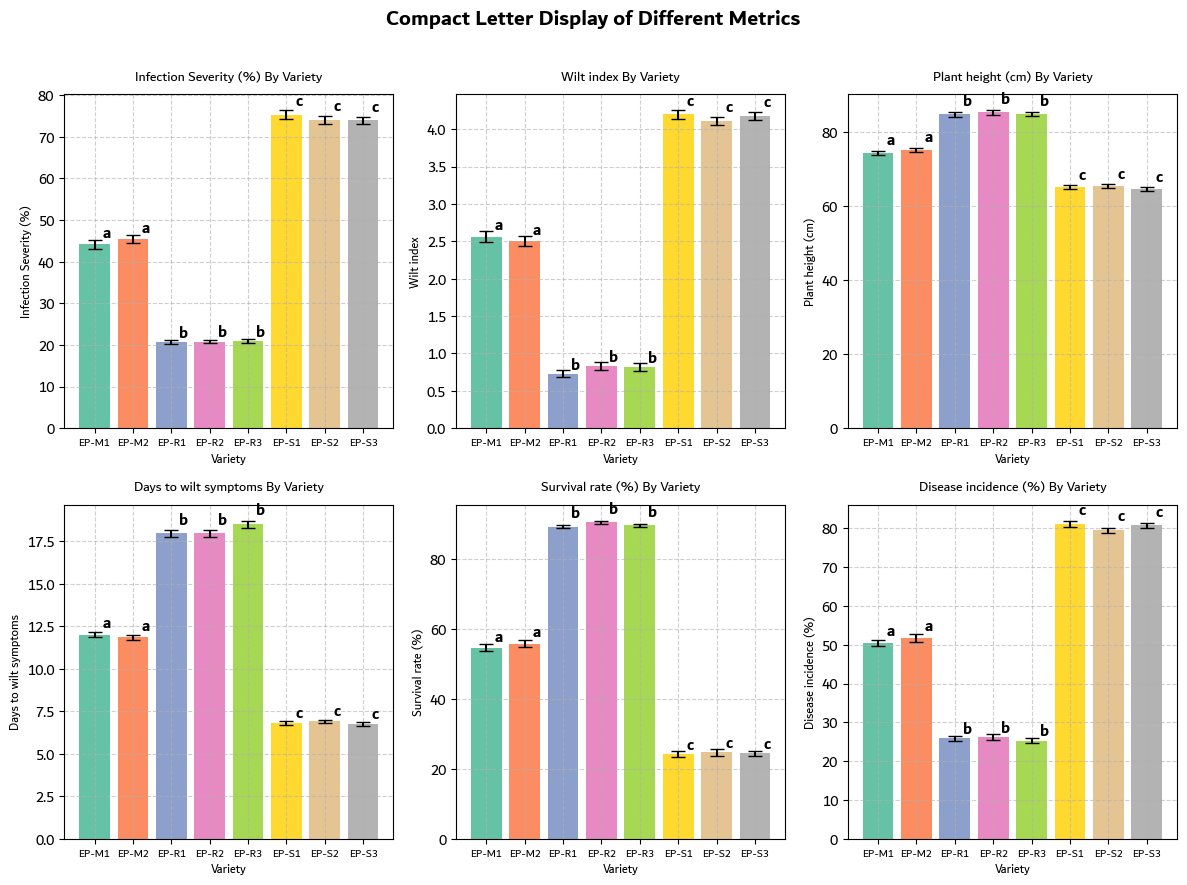 Compact Letter Display of Different Metrics
Infection Severity (%) By Variety
Infection Severity (%)
80
70
60
50
40
30
20
10
0
a a b b b c c c
EP-M1 EP-M2 EP-R1 EP-R2 EP-R3 EP-S1 EP-S2 EP-S3
Variety
Wilt index By Variety
Wilt index
4.0
3.5
3.0
2.5
2.0
1.5
1.0
0.5
0.0
a a b b b c c c
EP-M1 EP-M2 EP-R1 EP-R2 EP-R3 EP-S1 EP-S2 EP-S3
Variety
Plant height (cm) By Variety
Plant height (cm)
80
60
40
20
0
a a b b b c c c
EP-M1 EP-M2 EP-R1 EP-R2 EP-R3 EP-S1 EP-S2 EP-S3
Variety
Days to wilt symptoms By Variety
Days to wilt symptoms
17.5
15.0
12.5
10.0
7.5
5.0
2.5
0.0
a a b b b c c c
EP-M1 EP-M2 EP-R1 EP-R2 EP-R3 EP-S1 EP-S2 EP-S3
Variety
Survival rate (%) By Variety
Survival rate (%)
80
60
40
20
0
a a b b b c c c
EP-M1 EP-M2 EP-R1 EP-R2 EP-R3 EP-S1 EP-S2 EP-S3
Variety
Disease incidence (%) By Variety
Disease incidence (%)
80
70
60
50
40
30
20
10
0
a a b b b c c c
EP-M1 EP-M2 EP-R1 EP-R2 EP-R3 EP-S1 EP-S2 EP-S3
Variety